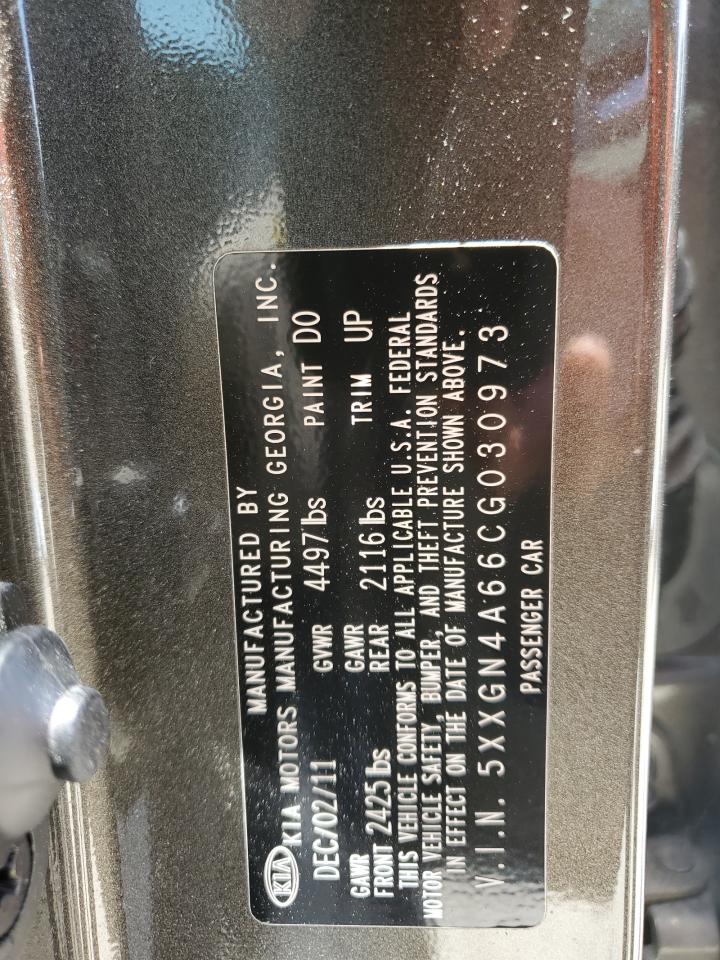 MANUFACTURED BY
KIA KIA MOTORS MANUFACTURING GEORGIA, INC.
DEC/02/11 GVWR 4497 lbs PAINT DO
GAWR FRONT 2425 lbs GAWR REAR 2116 lbs TRIM UP
THIS VEHICLE CONFORMS TO ALL APPLICABLE U.S.A. FEDERAL
MOTOR VEHICLE SAFETY, BUMPER, AND THEFT PREVENTION STANDARDS
IN EFFECT ON THE DATE OF MANUFACTURE SHOWN ABOVE.
V.I.N. 5XXGN4A66CG030973
PASSENGER CAR